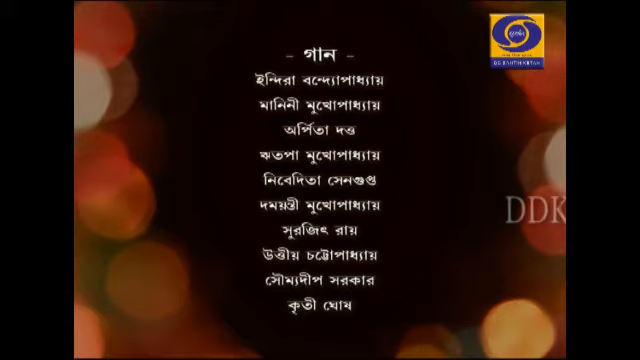 - গান -
ইন্দিরা বন্দ্যোপাধ্যায়
মানিনী মুখোপাধ্যায়
অর্পিতা দত্ত
ঋতপা মুখোপাধ্যায়
নিবেদিতা সেনগুপ্ত
দময়ন্তী মুখোপাধ্যায়
সুরজিৎ রায়
উত্তীয় চট্টোপাধ্যায়
সৌম্যদীপ সরকার
কৃতী ঘোষ
DDK